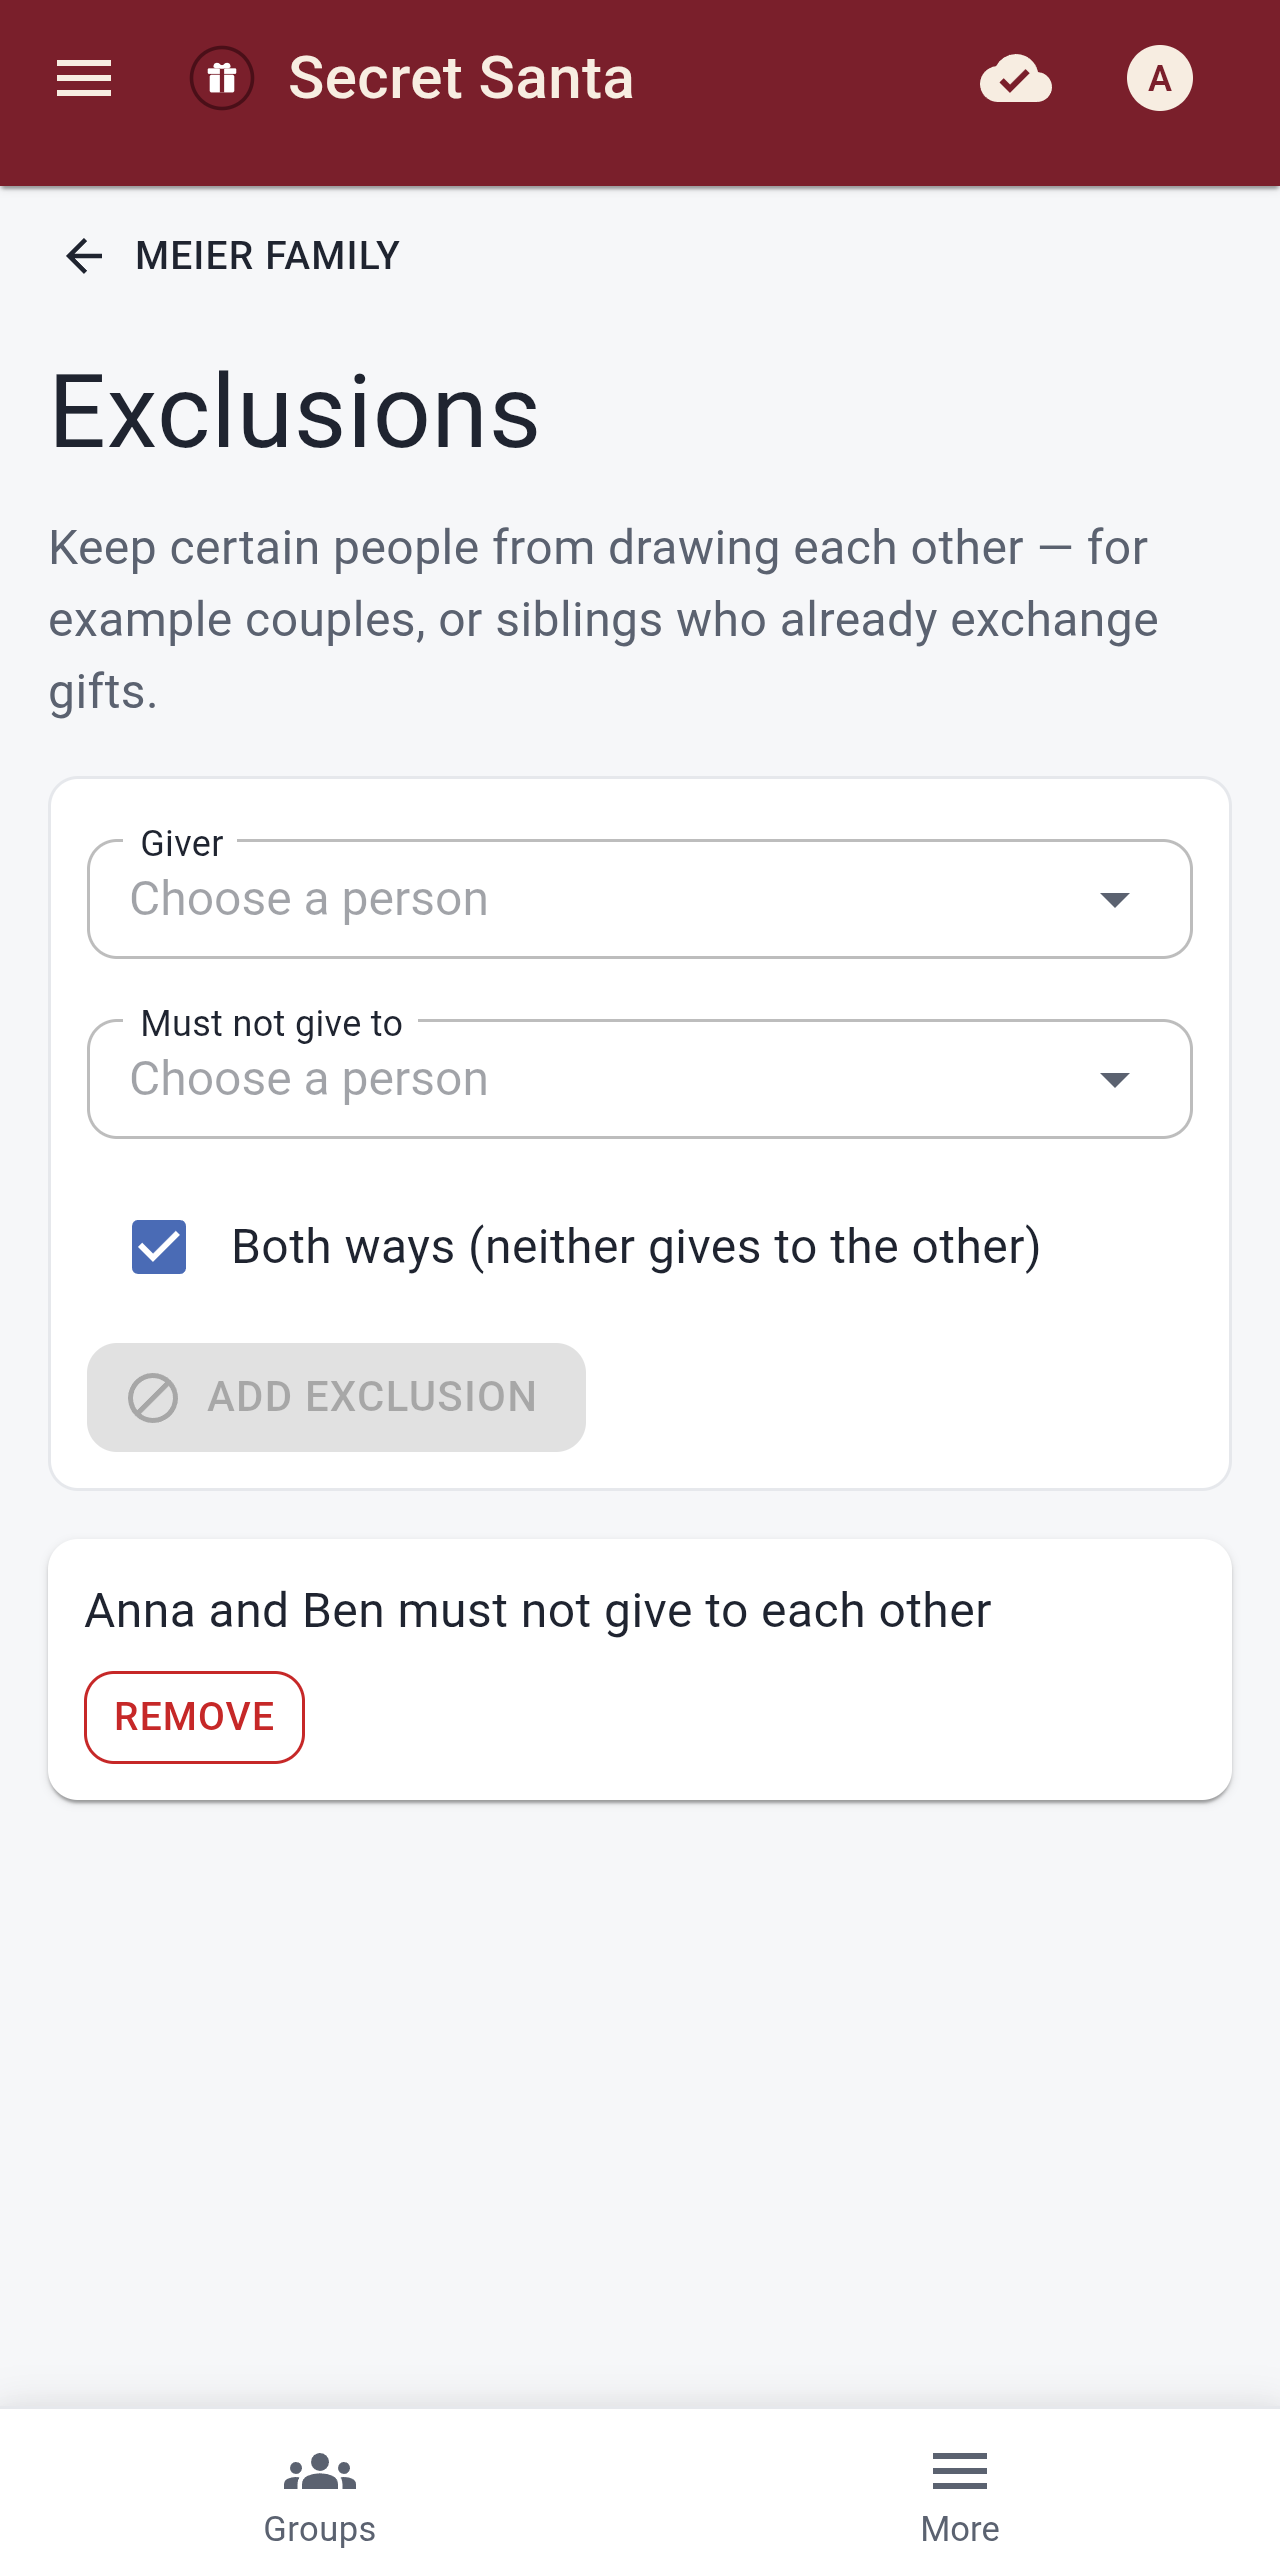 Secret Santa
A
MEIER FAMILY
Exclusions
Keep certain people from drawing each other — for
example couples, or siblings who already exchange
gifts.
Giver
Choose a person
Must not give to
Choose a person
Both ways (neither gives to the other)
ADD EXCLUSION
Anna and Ben must not give to each other
REMOVE
Groups
More